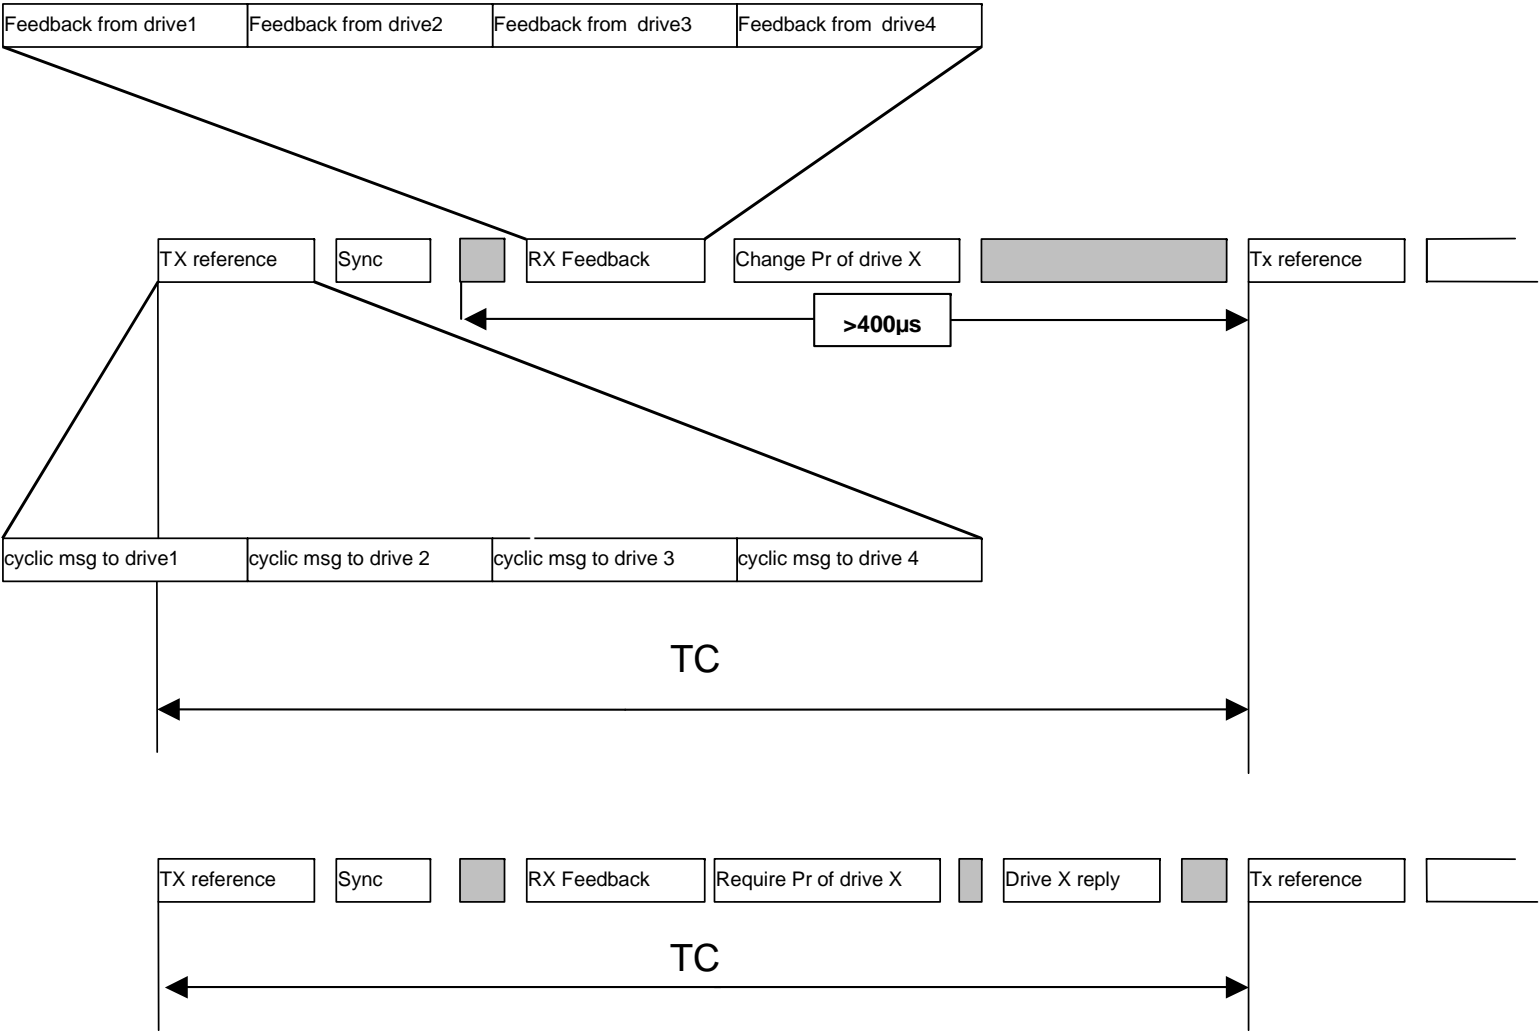 Feedback from drive1 Feedback from drive2 Feedback from drive3 Feedback from drive4
TX reference Sync RX Feedback Change Pr of drive X Tx reference
>400µs
cyclic msg to drive1 cyclic msg to drive 2 cyclic msg to drive 3 cyclic msg to drive 4
TC
TX reference Sync RX Feedback Require Pr of drive X Drive X reply Tx reference
TC